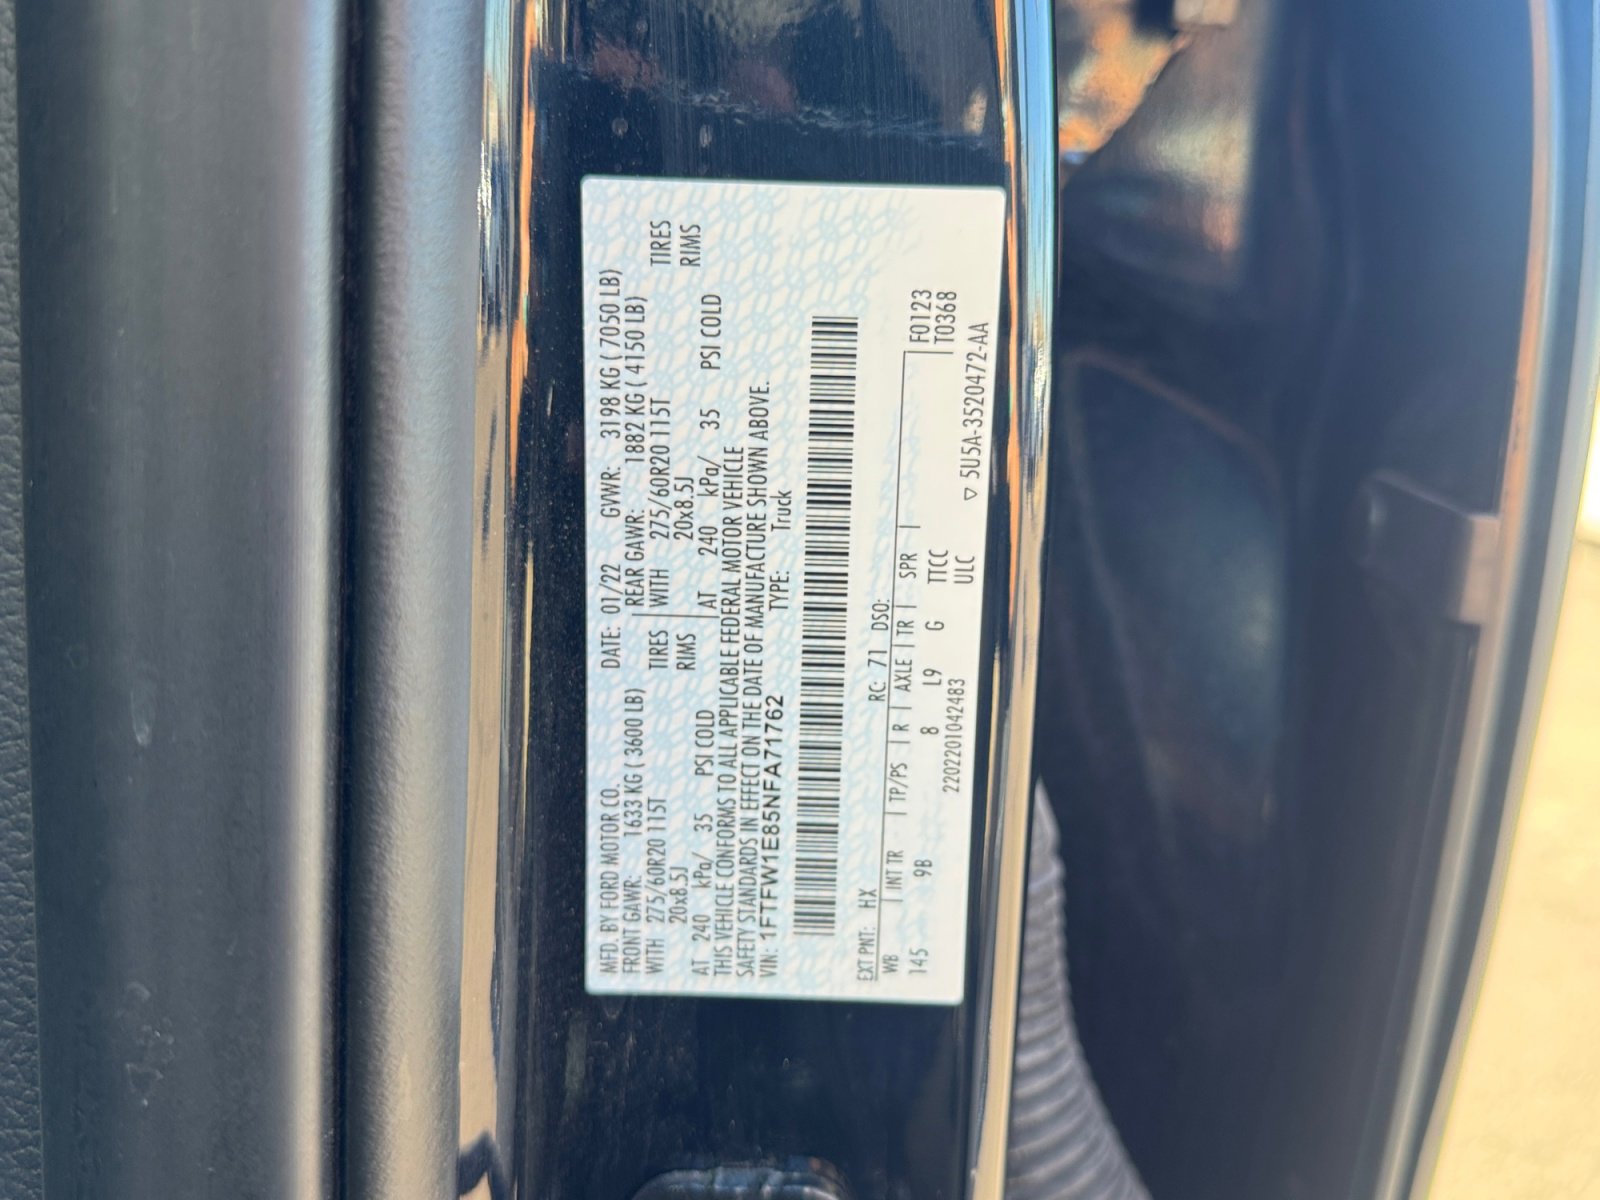 MFD. BY FORD MOTOR CO. DATE: 01/22 GVWR: 3198 KG ( 7050 LB)
FRONT GAWR: 1633 KG ( 3600 LB) REAR GAWR: 1882 KG ( 4150 LB)
WITH 275/60R20 115T TIRES WITH 275/60R20 115T TIRES
20x8.5J RIMS 20x8.5J RIMS
AT 240 kPa/ 35 PSI COLD AT 240 kPa/ 35 PSI COLD
THIS VEHICLE CONFORMS TO ALL APPLICABLE FEDERAL MOTOR VEHICLE
SAFETY STANDARDS IN EFFECT ON THE DATE OF MANUFACTURE SHOWN ABOVE.
VIN: 1FTFW1E85NFA71762 TYPE: Truck
EXT PNT: HX RC: 71 DSO:
WB | INT TR | TP/PS | R | AXLE | TR | SPR | F0123
145 9B 8 L9 G TTCC T0368
2202201042483 ULC
▽ 5U5A-3520472-AA